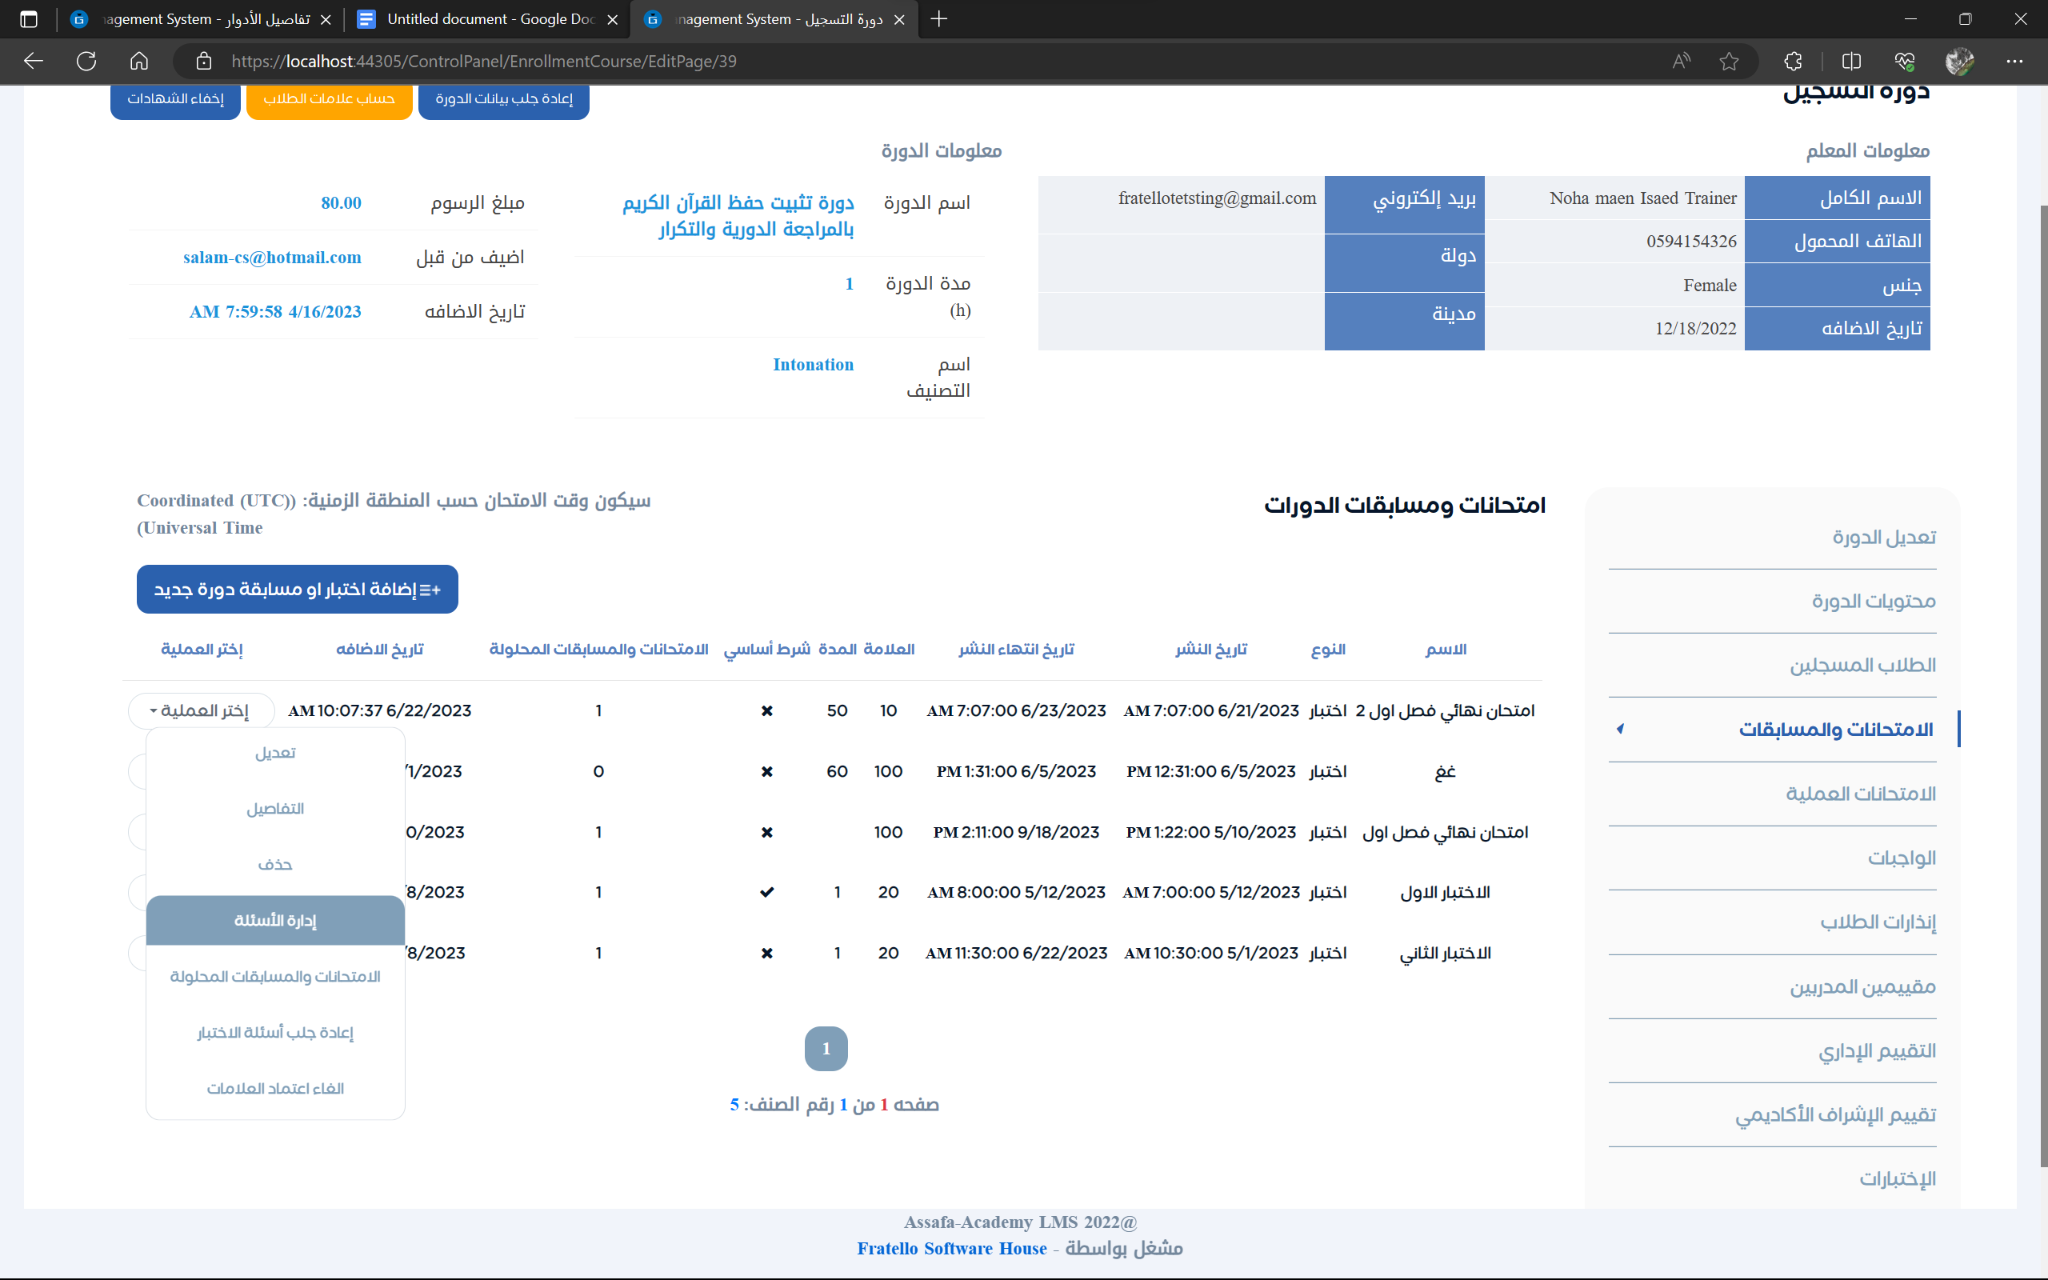 nagement System - تفاصيل الأدوار
Untitled document - Google Doc
nagement System - دورة التسجيل
https://localhost:44305/ControlPanel/EnrollmentCourse/EditPage/39
دورة التسجيل
إعادة جلب بيانات الدورة
حساب علامات الطلاب
إخفاء الشهادات
معلومات المعلم
الاسم الكامل Noha maen Isaed Trainer
الهاتف المحمول 0594154326
جنس Female
تاريخ الاضافه 12/18/2022
بريد إلكتروني fratellotetsting@gmail.com
دولة
مدينة
معلومات الدورة
اسم الدورة دورة تثبيت حفظ القرآن الكريم
بالمراجعة الدورية والتكرار
مدة الدورة 1
(h)
اسم Intonation
التصنيف
مبلغ الرسوم 80.00
اضيف من قبل salam-cs@hotmail.com
تاريخ الاضافه AM 7:59:58 4/16/2023
تعديل الدورة
محتويات الدورة
الطلاب المسجلين
الامتحانات والمسابقات
الامتحانات العملية
الواجبات
إنذارات الطلاب
مقييمين المدربين
التقييم الإداري
تقييم الإشراف الأكاديمي
الإختبارات
امتحانات ومسابقات الدورات
سيكون وقت الامتحان حسب المنطقة الزمنية: ((UTC) Coordinated
Universal Time)
إضافة اختبار او مسابقة دورة جديد
الاسم النوع تاريخ النشر تاريخ انتهاء النشر العلامة المدة شرط أساسي الامتحانات والمسابقات المحلولة تاريخ الاضافه إختر العملية
امتحان نهائي فصل اول 2 اختبار AM 7:07:00 6/21/2023 AM 7:07:00 6/23/2023 10 50 ✖ 1 AM 10:07:37 6/22/2023 إختر العملية
غغ اختبار PM 12:31:00 6/5/2023 PM 1:31:00 6/5/2023 100 60 ✖ 0 /1/2023
امتحان نهائي فصل اول اختبار PM 1:22:00 5/10/2023 PM 2:11:00 9/18/2023 100 ✖ 1 0/2023
الاختبار الاول اختبار AM 7:00:00 5/12/2023 AM 8:00:00 5/12/2023 20 1 ✔ 1 /8/2023
الاختبار الثاني اختبار AM 10:30:00 5/1/2023 AM 11:30:00 6/22/2023 20 1 ✖ 1 /8/2023
تعديل
التفاصيل
حذف
إدارة الأسئلة
الامتحانات والمسابقات المحلولة
إعادة جلب أسئلة الاختبار
الغاء اعتماد العلامات
1
صفحه 1 من 1 رقم الصنف: 5
Assafa-Academy LMS 2022@
مشغل بواسطة - Fratello Software House